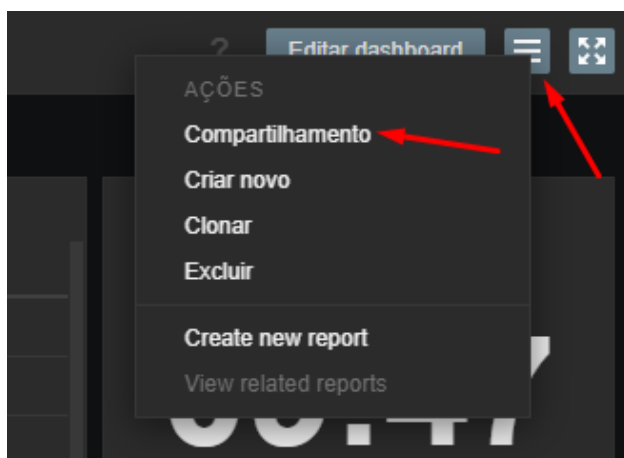 ? Editar dashboard
AÇÕES
Compartilhamento
Criar novo
Clonar
Excluir
Create new report
View related reports